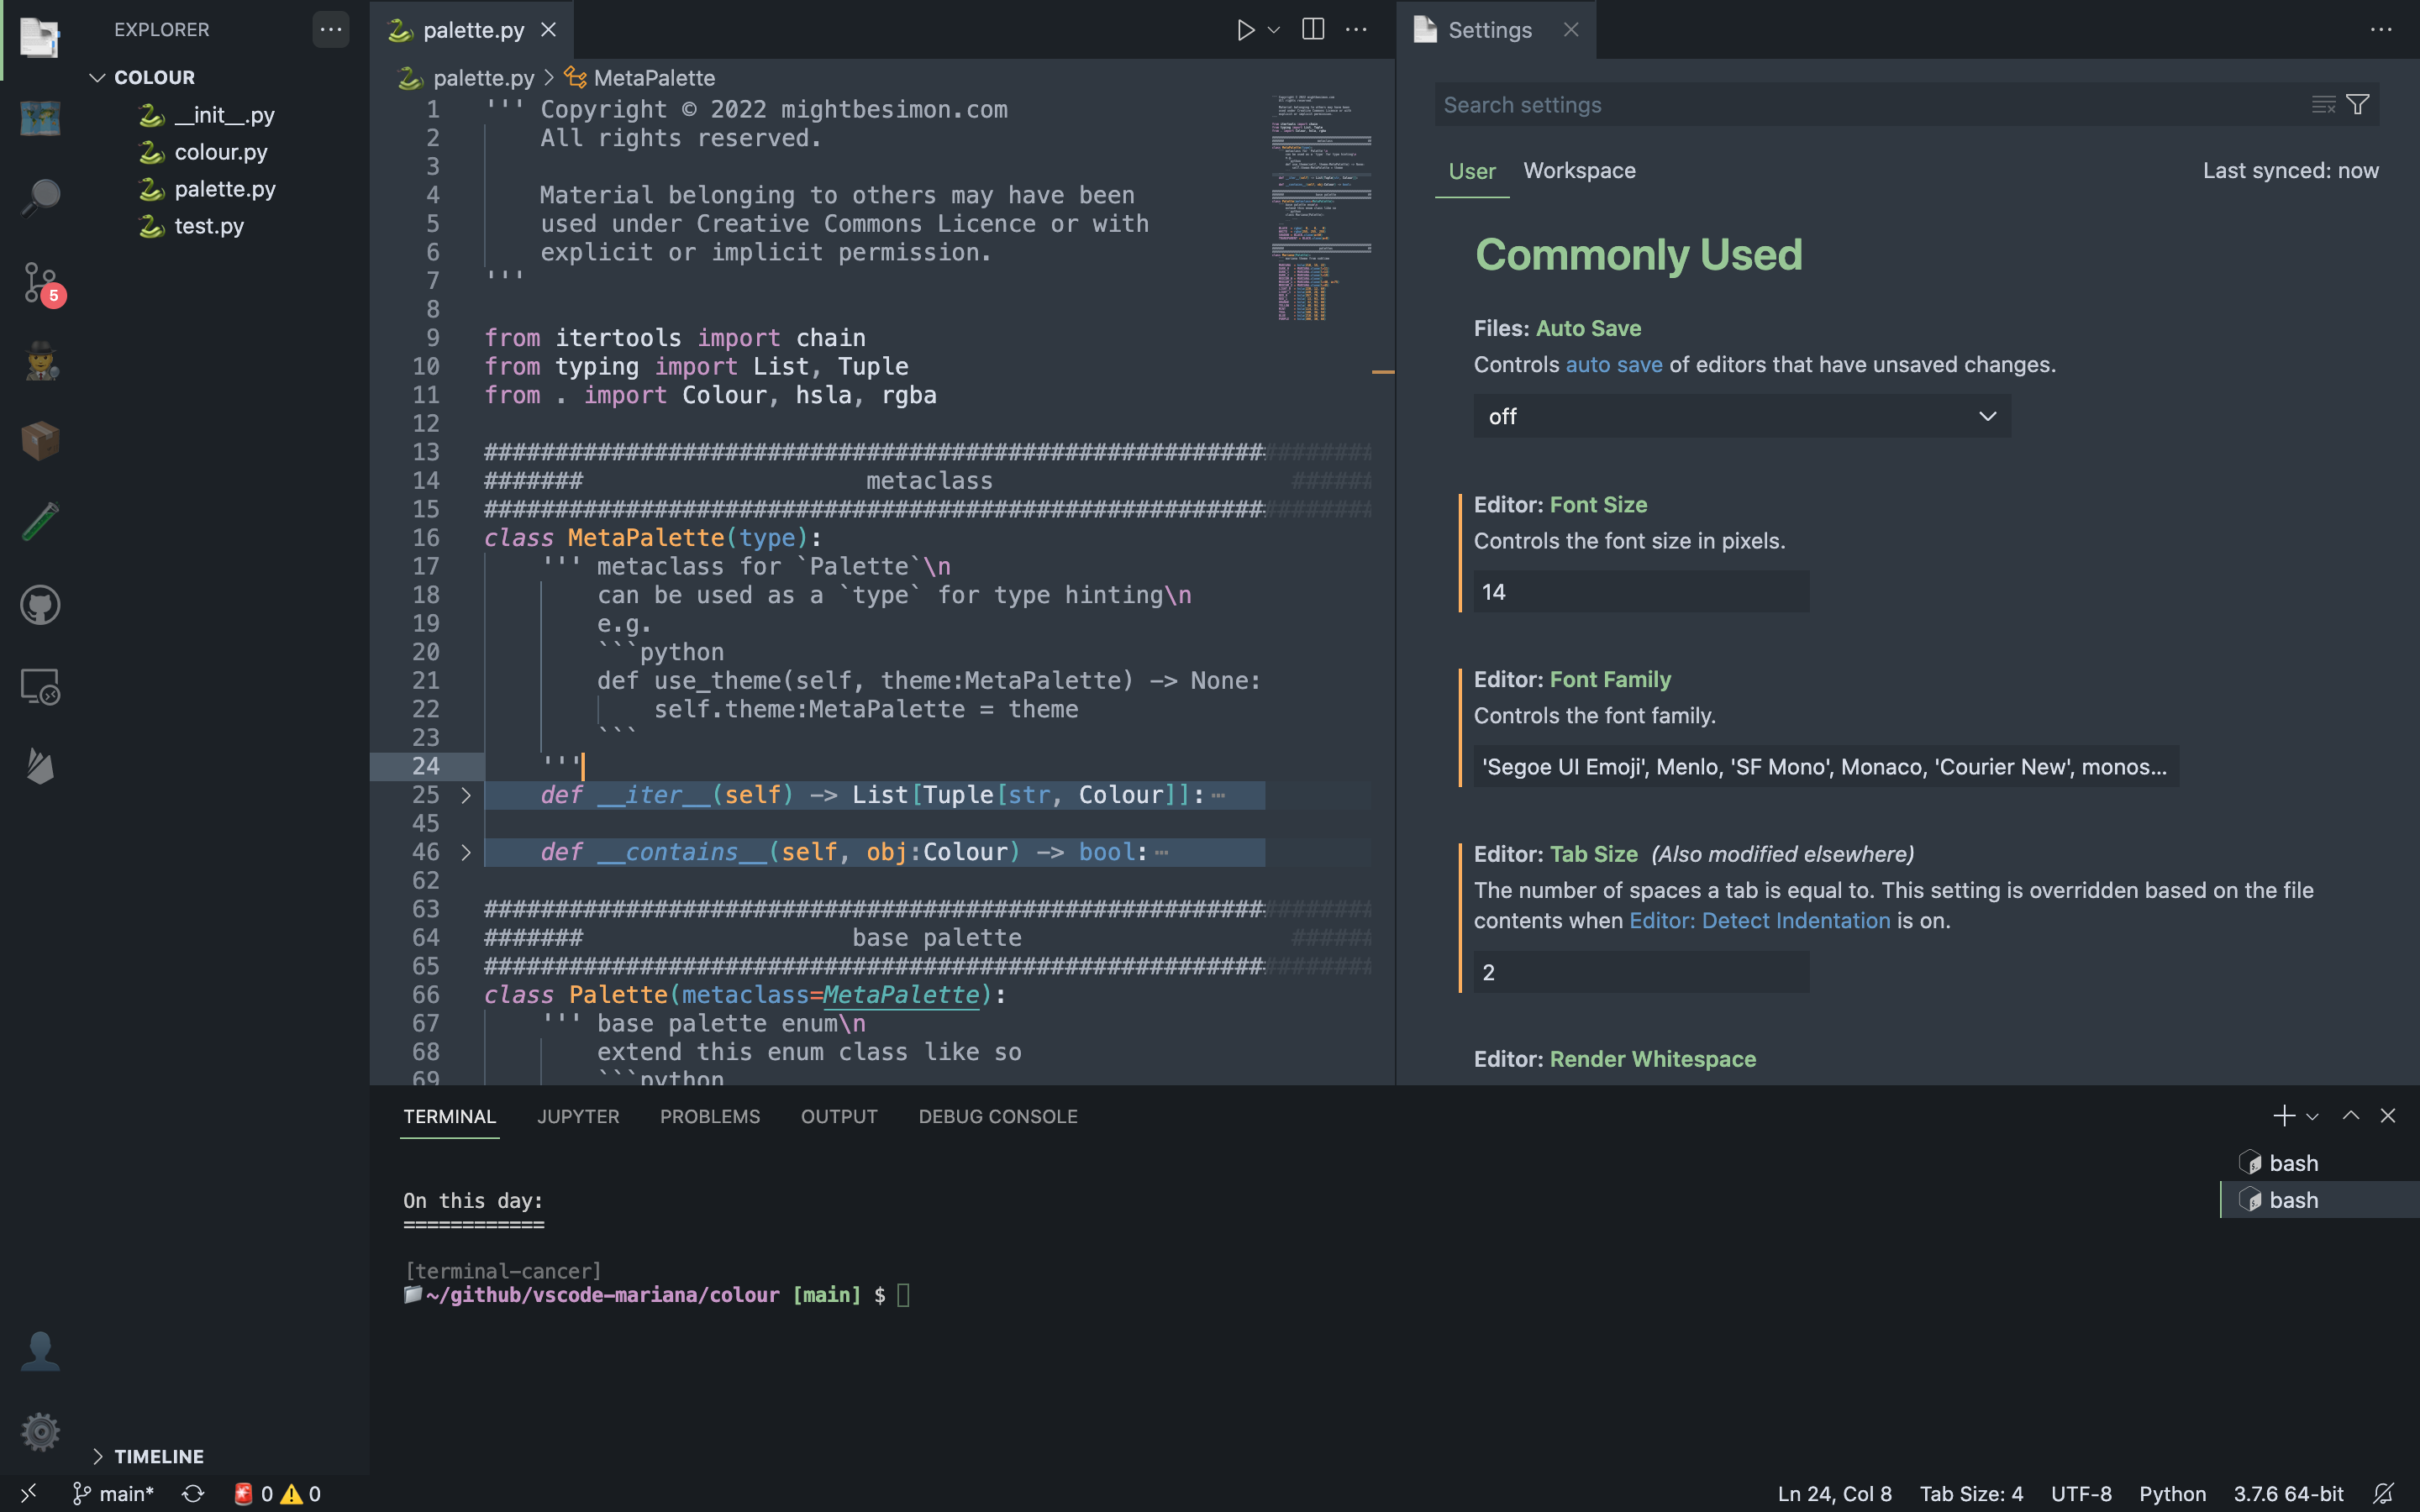 EXPLORER
COLOUR
__init__.py
colour.py
palette.py
test.py
5
TIMELINE
palette.py
palette.py > MetaPalette
1 ''' Copyright © 2022 mightbesimon.com
2 All rights reserved.
3
4 Material belonging to others may have been
5 used under Creative Commons Licence or with
6 explicit or implicit permission.
7 '''
8
9 from itertools import chain
10 from typing import List, Tuple
11 from . import Colour, hsla, rgba
12
13 ###############################################################
14 ####### metaclass ######
15 ###############################################################
16 class MetaPalette(type):
17 ''' metaclass for `Palette`\n
18 can be used as a `type` for type hinting\n
19 e.g.
20 ```python
21 def use_theme(self, theme:MetaPalette) -> None:
22 self.theme:MetaPalette = theme
23 ```
24 '''
25 def __iter__(self) -> List[Tuple[str, Colour]]:⋯
45
46 def __contains__(self, obj:Colour) -> bool:⋯
62
63 ###############################################################
64 ####### base palette ######
65 ###############################################################
66 class Palette(metaclass=MetaPalette):
67 ''' base palette enum\n
68 extend this enum class like so
69 ```python
Settings
Search settings
User Workspace Last synced: now
Commonly Used
Files: Auto Save
Controls auto save of editors that have unsaved changes.
off
Editor: Font Size
Controls the font size in pixels.
14
Editor: Font Family
Controls the font family.
'Segoe UI Emoji', Menlo, 'SF Mono', Monaco, 'Courier New', monos...
Editor: Tab Size (Also modified elsewhere)
The number of spaces a tab is equal to. This setting is overridden based on the file
contents when Editor: Detect Indentation is on.
2
Editor: Render Whitespace
TERMINAL JUPYTER PROBLEMS OUTPUT DEBUG CONSOLE
bash
bash
On this day:
============
[terminal-cancer]
~/github/vscode-mariana/colour [main] $
main* 0 0 Ln 24, Col 8 Tab Size: 4 UTF-8 Python 3.7.6 64-bit